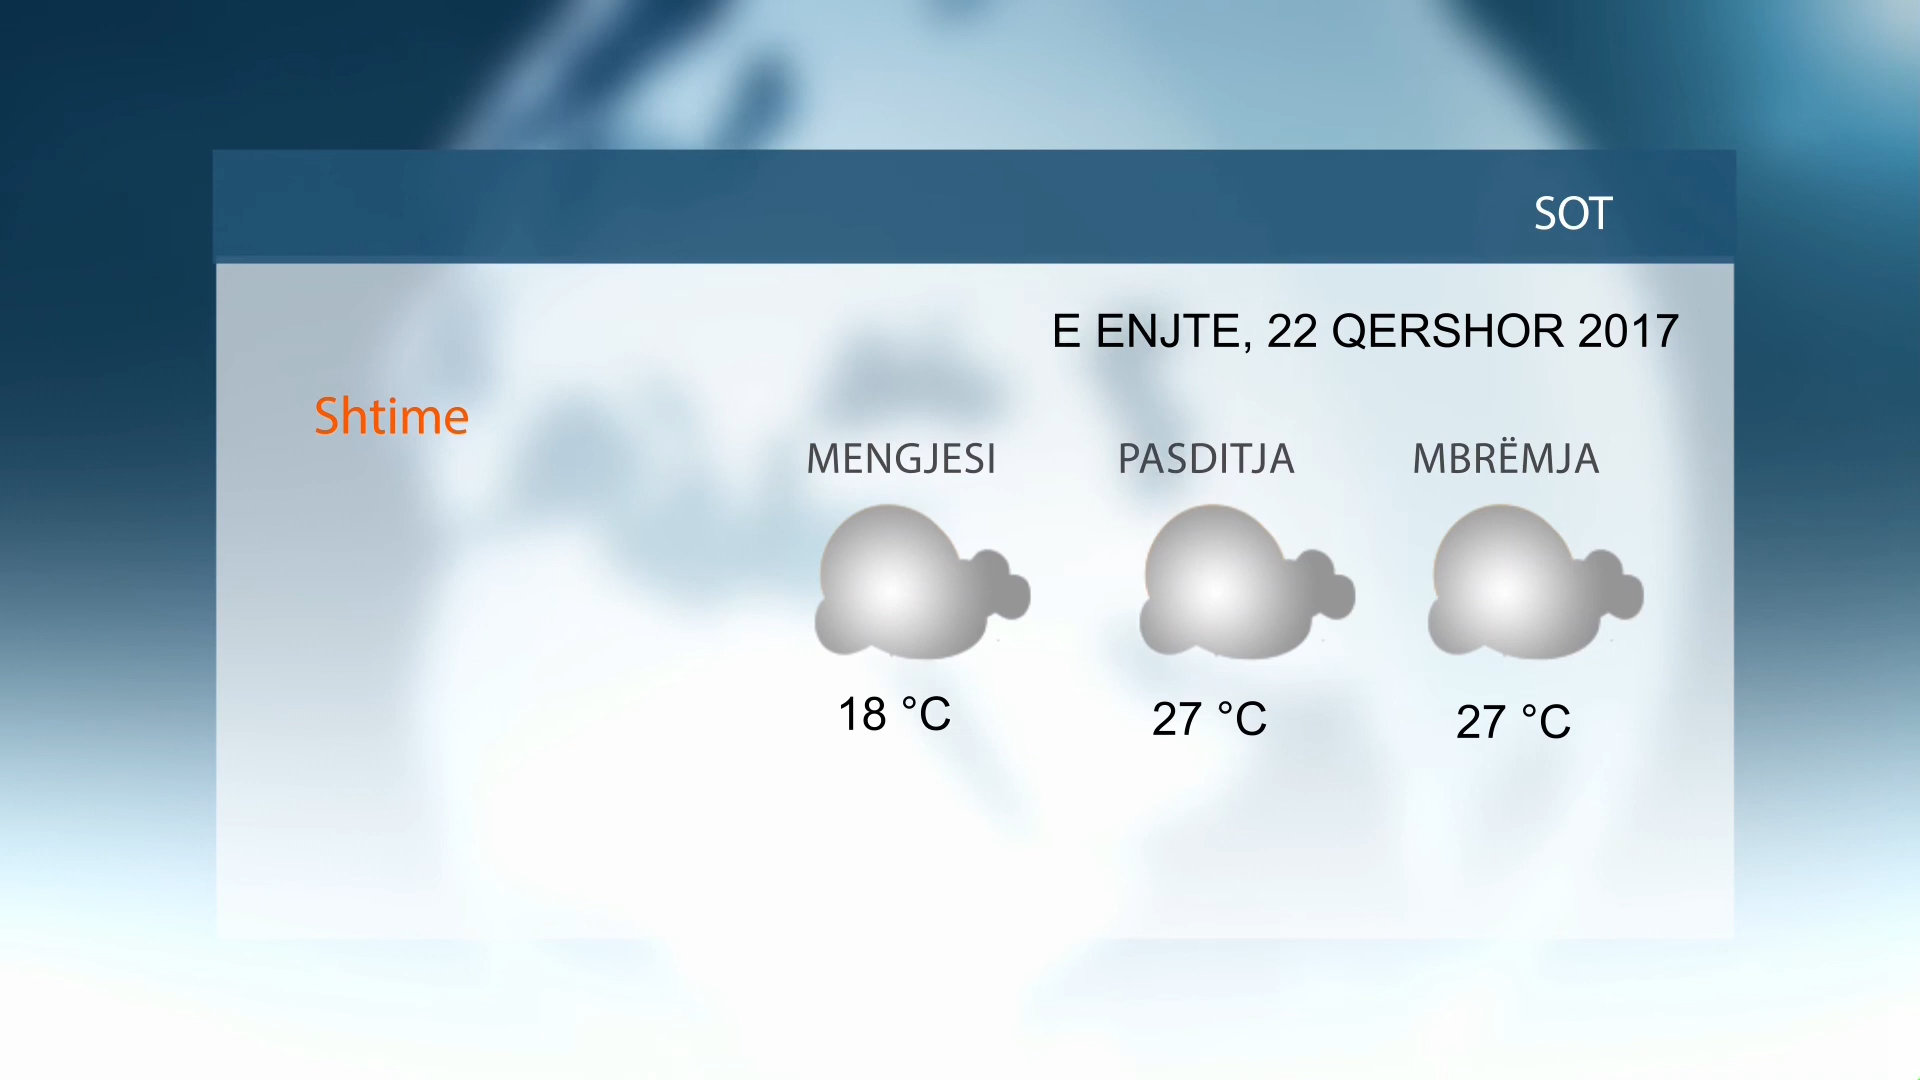 SOT
E ENJTE, 22 QERSHOR 2017
Shtime
MENGJESI PASDITJA MBRËMJA
18 °C 27 °C 27 °C